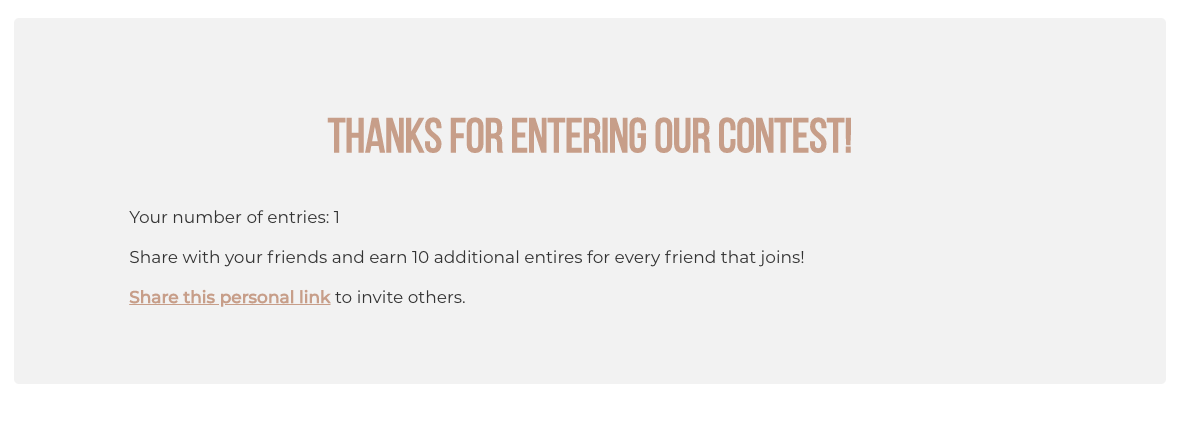 THANKS FOR ENTERING OUR CONTEST!
Your number of entries: 1
Share with your friends and earn 10 additional entires for every friend that joins!
Share this personal link to invite others.